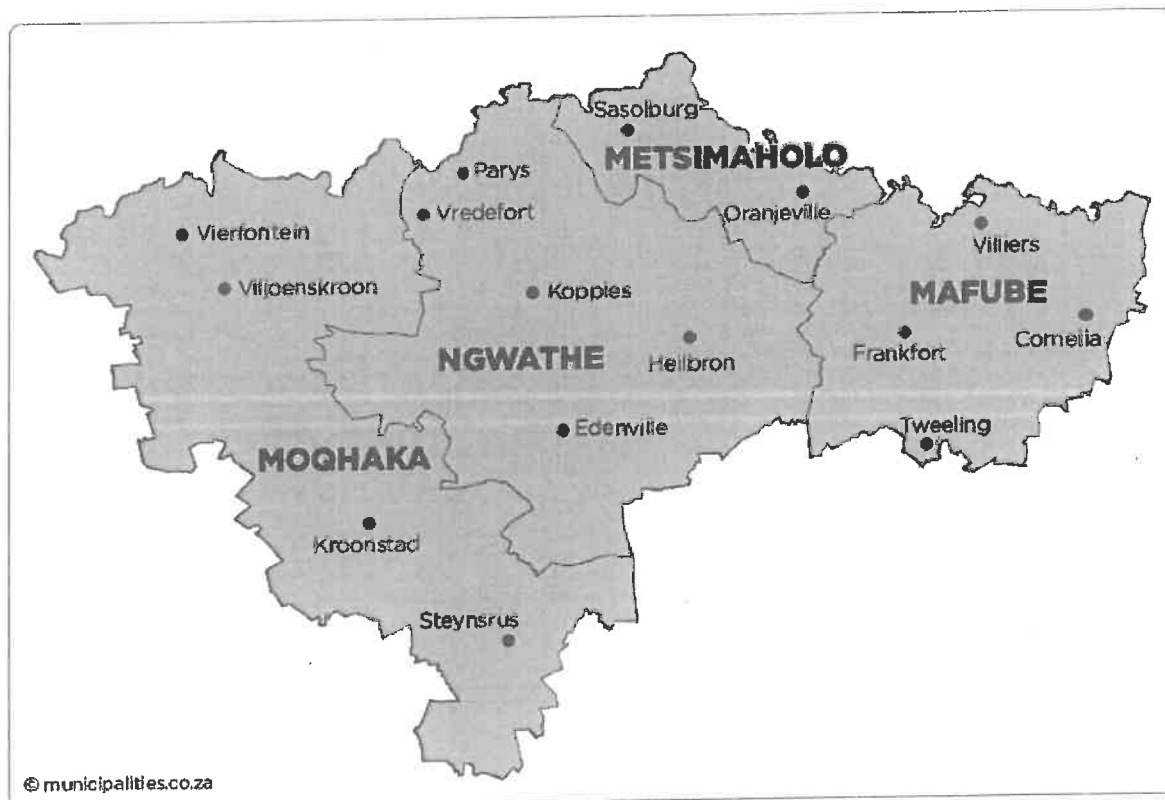 Sasolburg
METSIMAHOLO
Parys
Oranjeville
Vredefort
Villiers
Vierfontein
Viljoenskroon
Koppies
MAFUBE
Cornelia
Frankfort
NGWATHE
Heilbron
Edenville
Tweeling
MOQHAKA
Kroonstad
Steynsrus
© municipalities.co.za